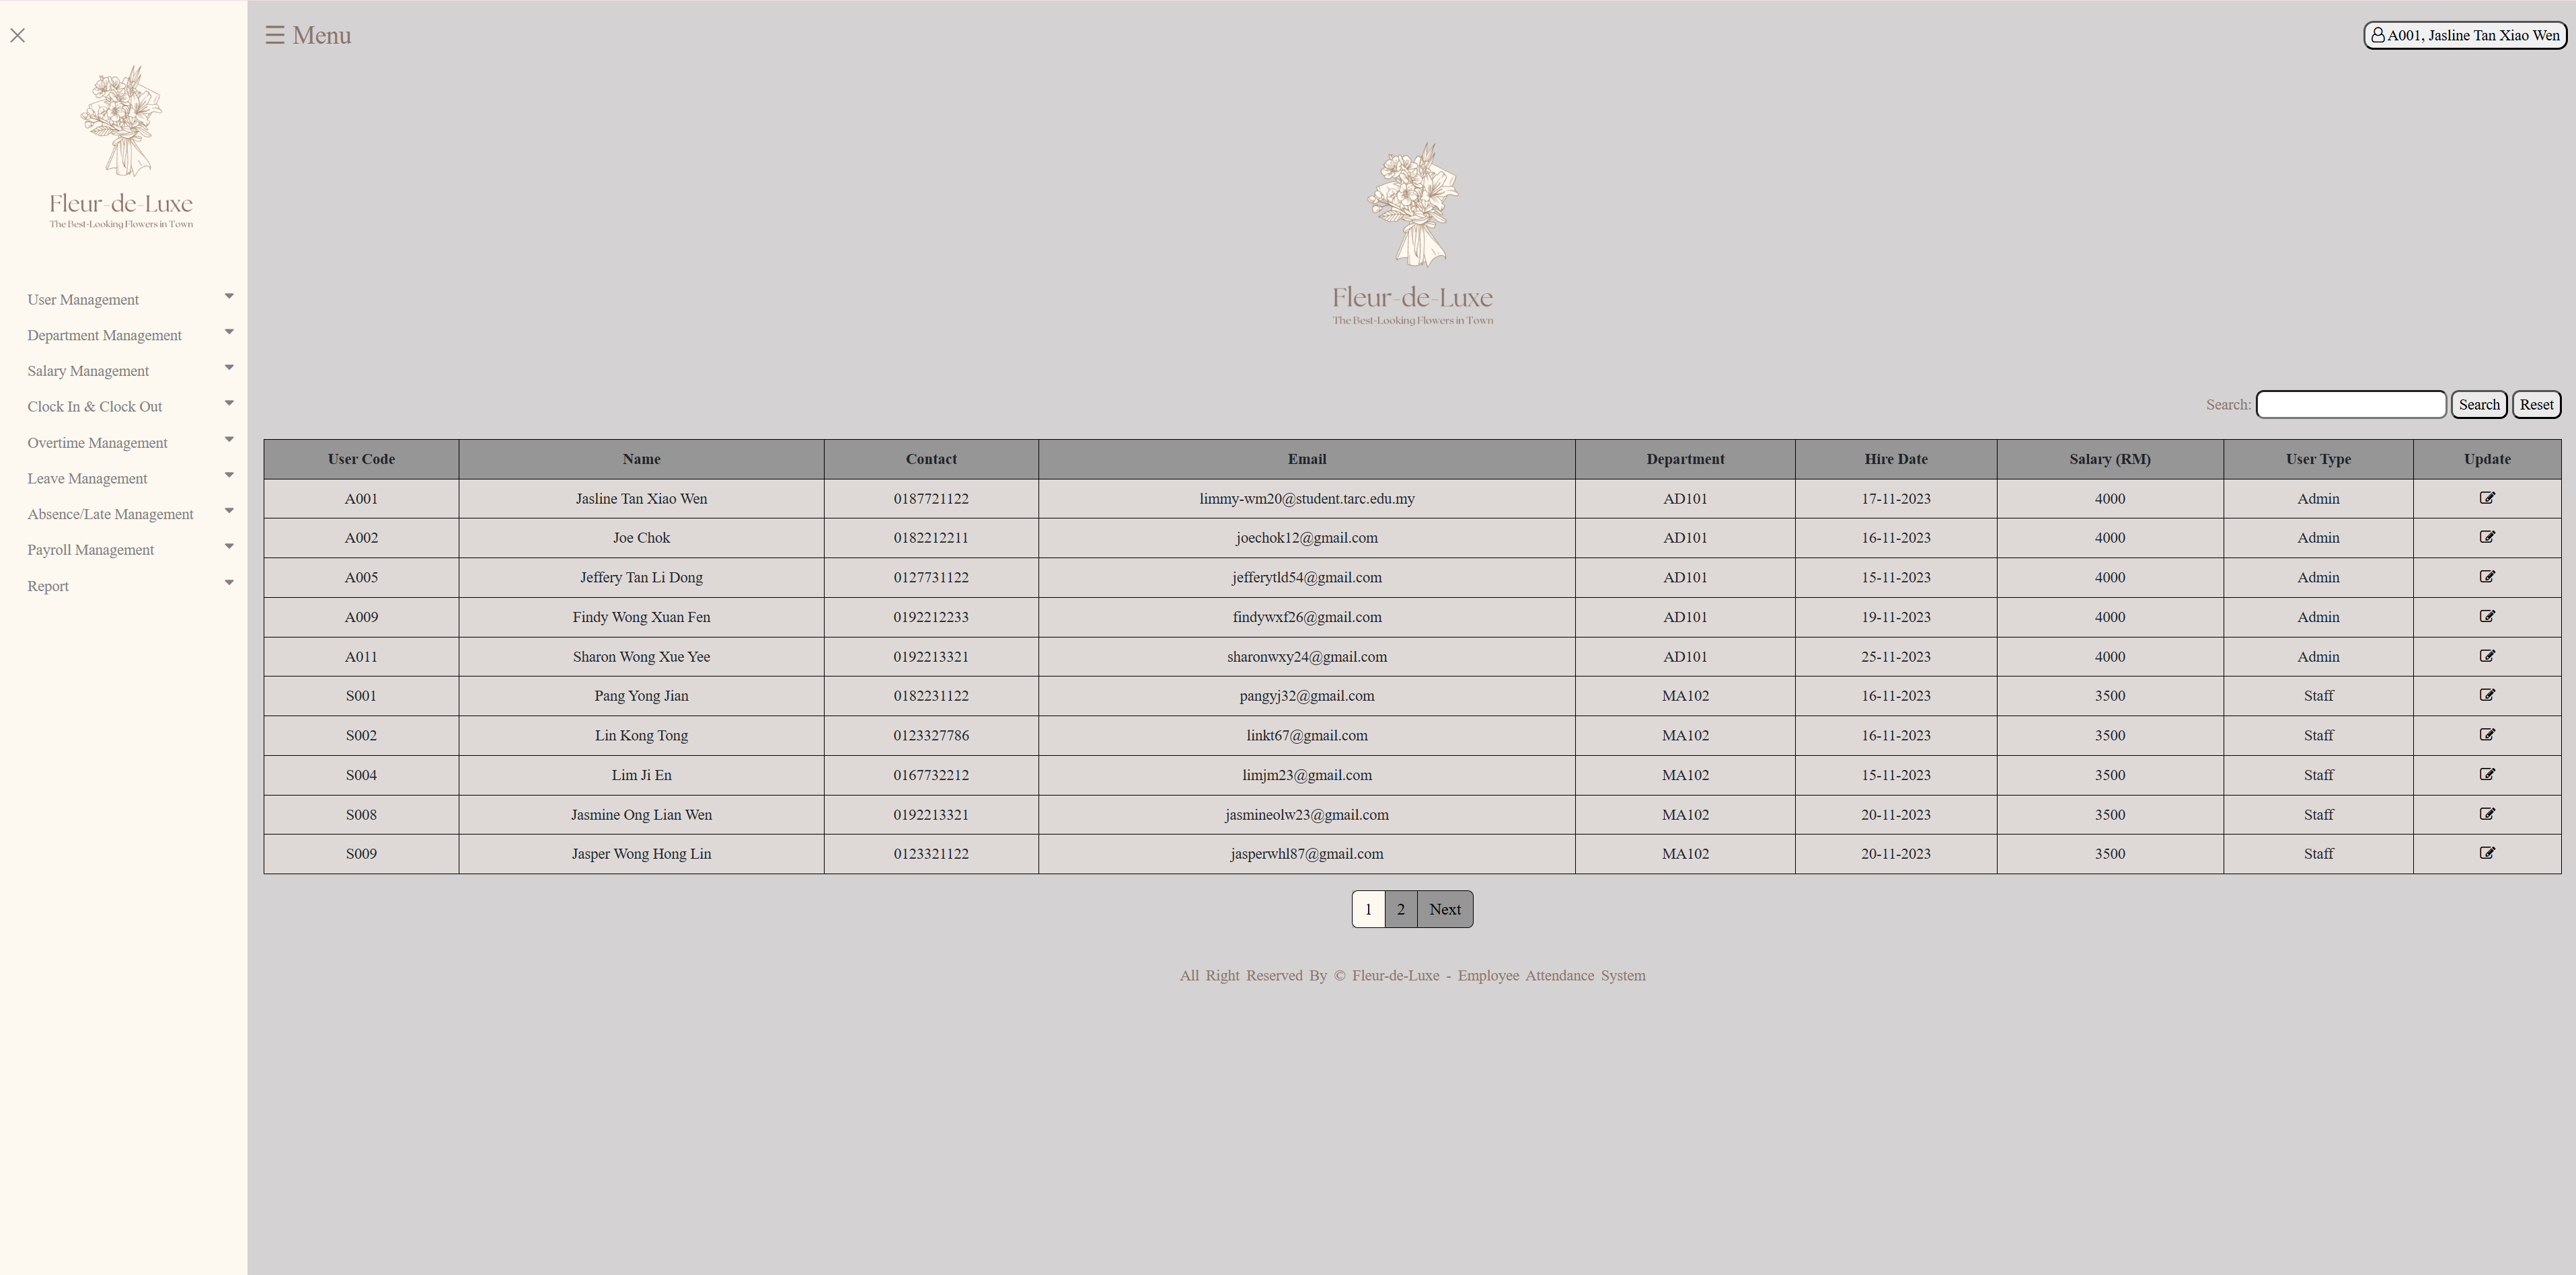 ☰ Menu
A001, Jasline Tan Xiao Wen
Fleur-de-Luxe
The Best-Looking Flowers in Town
User Management
Department Management
Salary Management
Clock In & Clock Out
Overtime Management
Leave Management
Absence/Late Management
Payroll Management
Report
Fleur-de-Luxe
The Best-Looking Flowers in Town
Search: Search Reset
User Code Name Contact Email Department Hire Date Salary (RM) User Type Update
A001 Jasline Tan Xiao Wen 0187721122 limmy-wm20@student.tarc.edu.my AD101 17-11-2023 4000 Admin
A002 Joe Chok 0182212211 joechok12@gmail.com AD101 16-11-2023 4000 Admin
A005 Jeffery Tan Li Dong 0127731122 jefferytld54@gmail.com AD101 15-11-2023 4000 Admin
A009 Findy Wong Xuan Fen 0192212233 findywxf26@gmail.com AD101 19-11-2023 4000 Admin
A011 Sharon Wong Xue Yee 0192213321 sharonwxy24@gmail.com AD101 25-11-2023 4000 Admin
S001 Pang Yong Jian 0182231122 pangyj32@gmail.com MA102 16-11-2023 3500 Staff
S002 Lin Kong Tong 0123327786 linkt67@gmail.com MA102 16-11-2023 3500 Staff
S004 Lim Ji En 0167732212 limjm23@gmail.com MA102 15-11-2023 3500 Staff
S008 Jasmine Ong Lian Wen 0192213321 jasmineolw23@gmail.com MA102 20-11-2023 3500 Staff
S009 Jasper Wong Hong Lin 0123321122 jasperwhl87@gmail.com MA102 20-11-2023 3500 Staff
1 2 Next
All Right Reserved By © Fleur-de-Luxe - Employee Attendance System